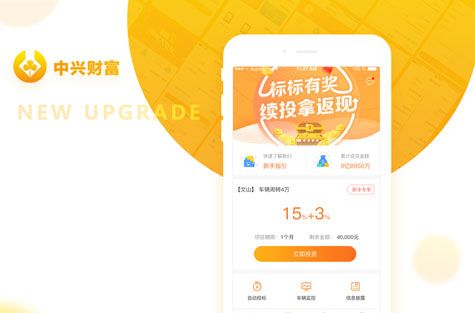 中兴财富
NEW UPGRADE
标标有奖
续投拿返现
快速了解我们
新手指引
累计成交金额
8亿8950万
【文山】 车辆周转4万
新手专享
15%+3%
项目期限：1个月
剩余金额：40,000元
立即投资
自动投标
车辆监控
信息披露